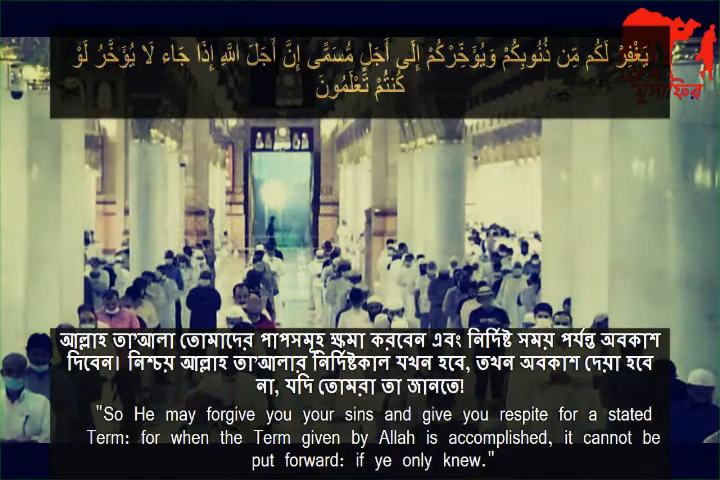 يَغْفِرْ لَكُم مِّن ذُنُوبِكُمْ وَيُؤَخِّرْكُمْ إِلَى أَجَلٍ مُّسَمًّى إِنَّ أَجَلَ اللَّهِ إِذَا جَاء لَا يُؤَخَّرُ لَوْ
كُنتُمْ تَعْلَمُونَ
মুসাফির
আল্লাহ তা'আলা তোমাদের পাপসমূহ ক্ষমা করবেন এবং নির্দিষ্ট সময় পর্যন্ত অবকাশ
দিবেন। নিশ্চয় আল্লাহ তা'আলার নির্দিষ্টকাল যখন হবে, তখন অবকাশ দেয়া হবে
না, যদি তোমরা তা জানতে!
"So He may forgive you your sins and give you respite for a stated
Term: for when the Term given by Allah is accomplished, it cannot be
put forward: if ye only knew."